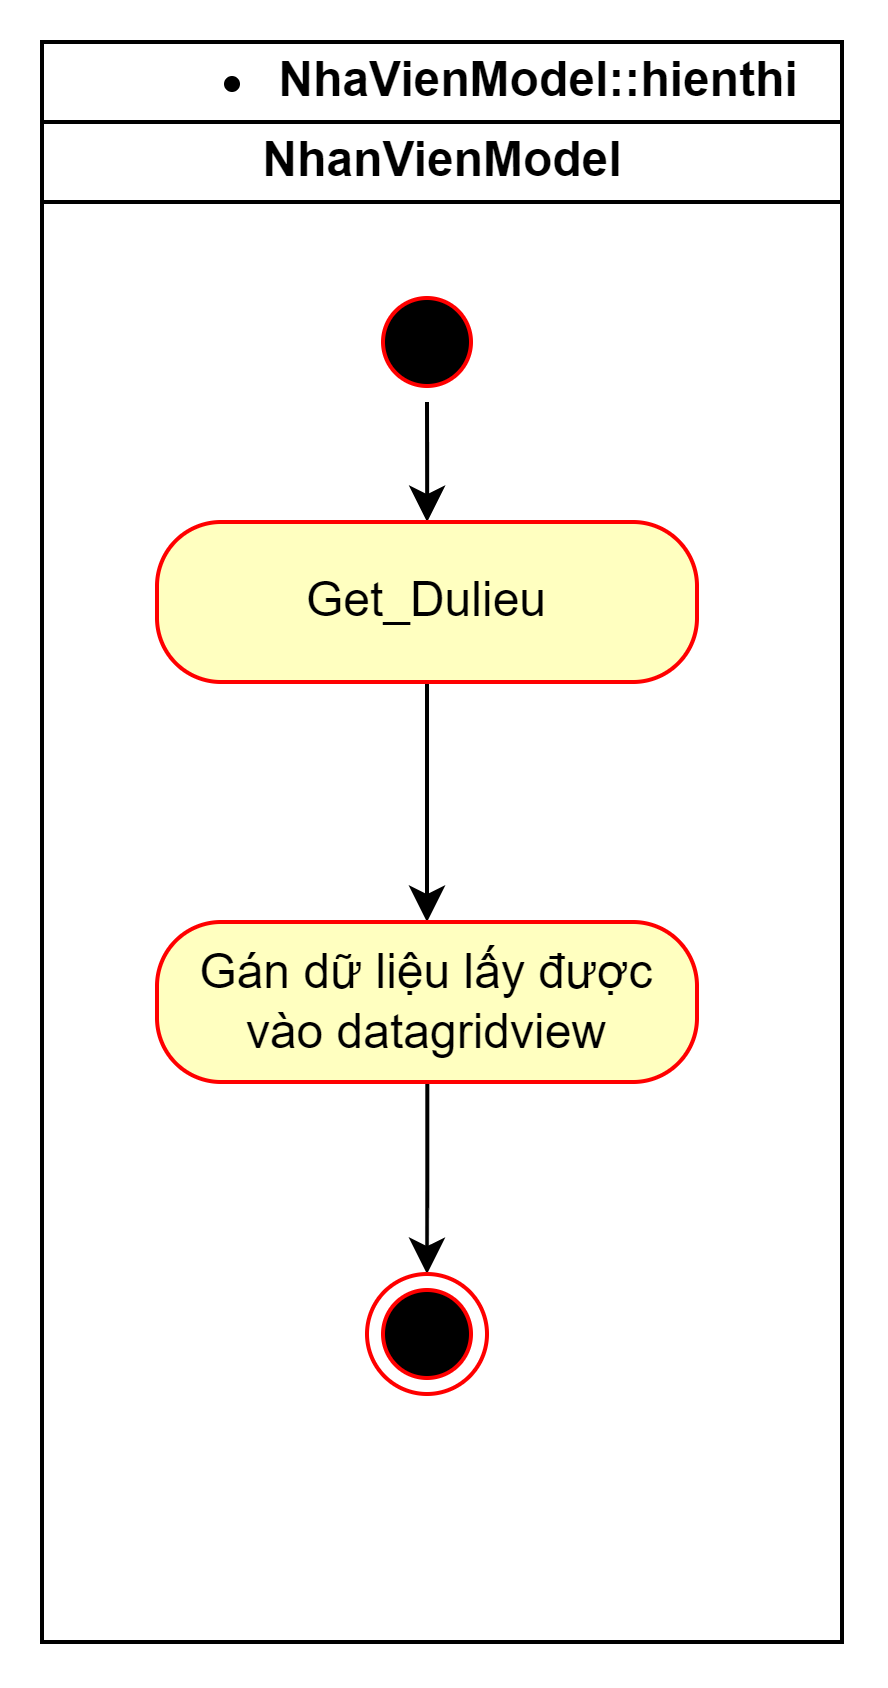 • NhaVienModel::hienthi
NhanVienModel
Get_Dulieu
Gán dữ liệu lấy được
vào datagridview